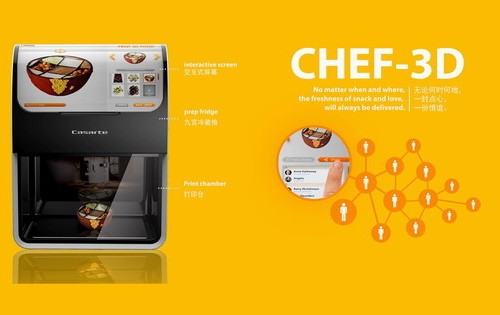 interactive screen
交互式屏幕
prep fridge
九宫冷藏抽
Casarte
Print chamber
打印台
CHEF-3D
No matter when and where,
the freshness of snack and love,
will always be delivered.
无论何时何地，
一封点心，
一份情谊。